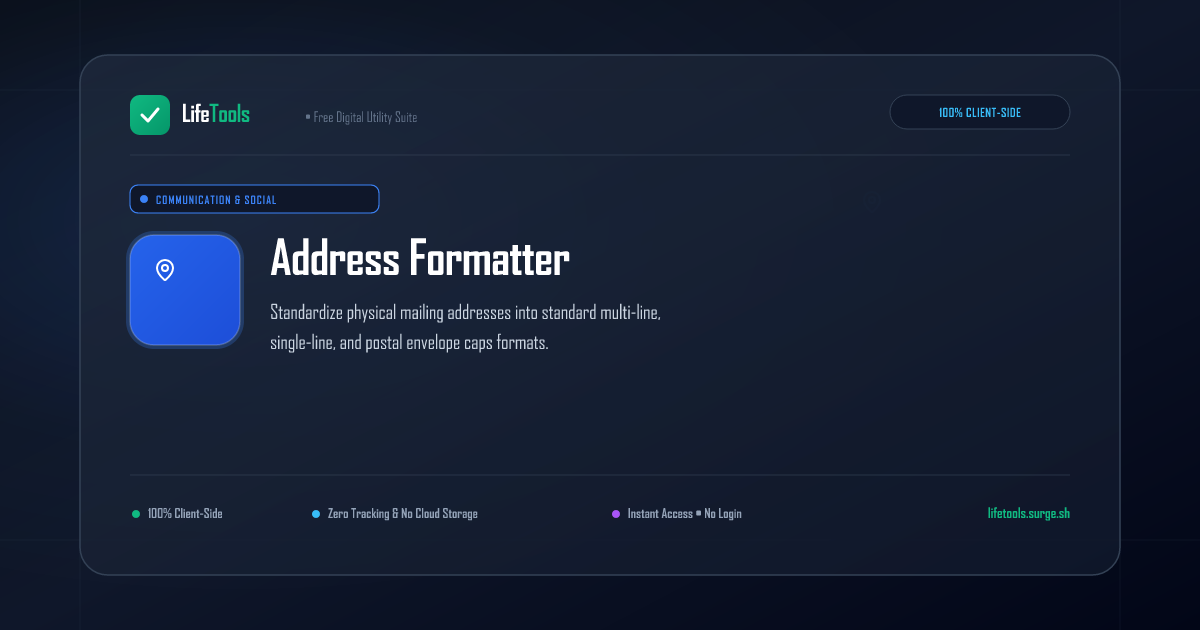 LifeTools
▪ Free Digital Utility Suite
100% CLIENT-SIDE
COMMUNICATION & SOCIAL
Address Formatter
Standardize physical mailing addresses into standard multi-line,
single-line, and postal envelope caps formats.
100% Client-Side
Zero Tracking & No Cloud Storage
Instant Access ▪ No Login
lifetools.surge.sh